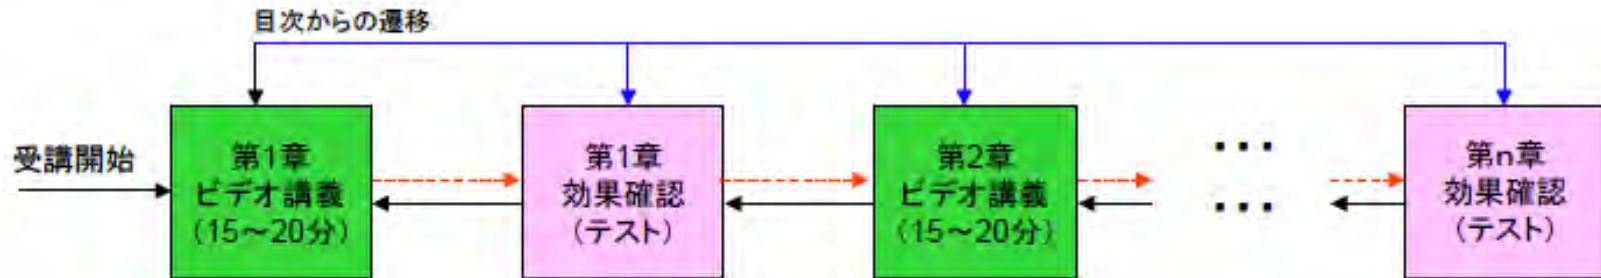 目次からの遷移
受講開始
第1章
ビデオ講義
（15～20分）
第1章
効果確認
（テスト）
第2章
ビデオ講義
（15～20分）
･･･
･･･
第n章
効果確認
（テスト）